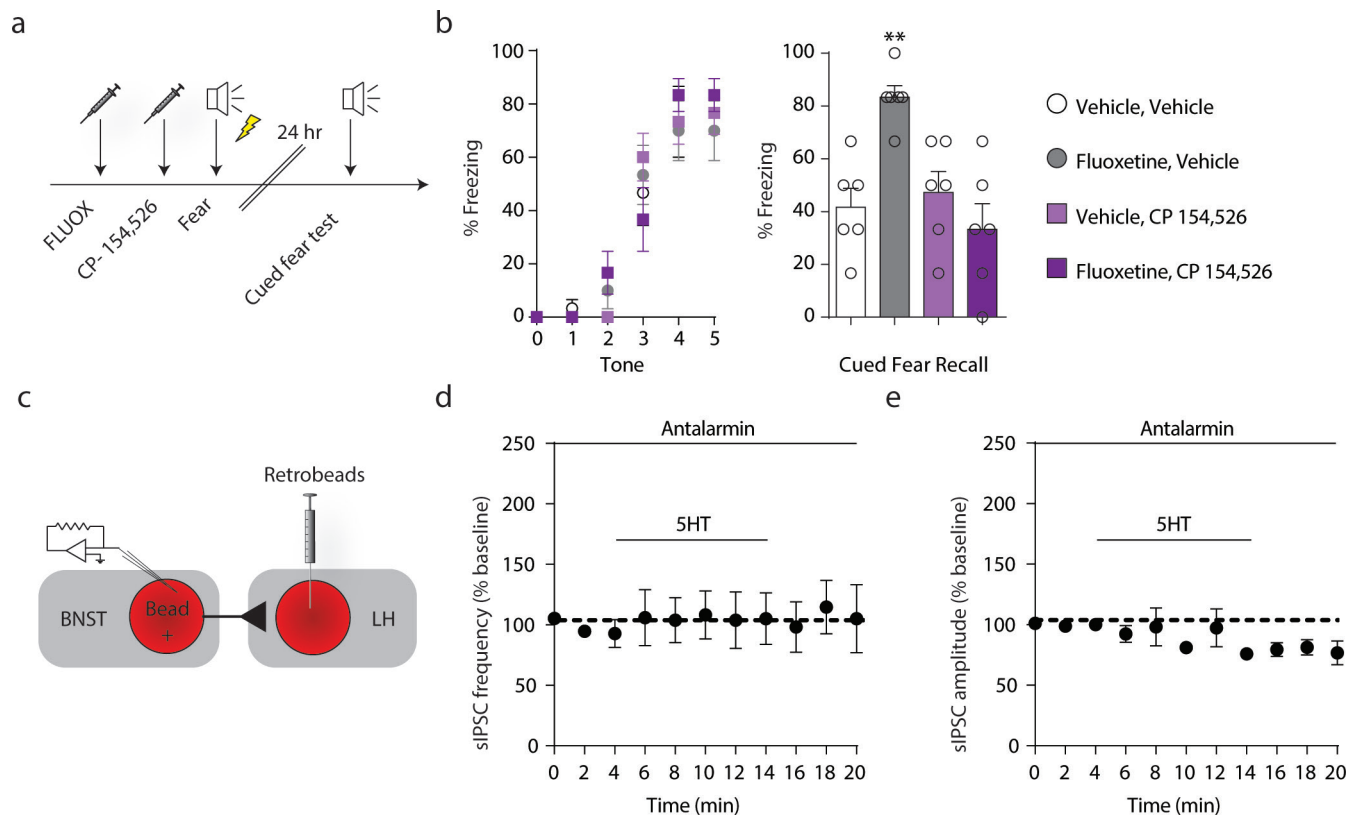 a
24 hr
FLUOX
CP- 154,526
Fear
Cued fear test
b
% Freezing
100
80
60
40
20
0
0 1 2 3 4 5
Tone
% Freezing
100
80
60
40
20
0
**
Cued Fear Recall
Vehicle, Vehicle
Fluoxetine, Vehicle
Vehicle, CP 154,526
Fluoxetine, CP 154,526
c
Retrobeads
BNST
Bead
+
LH
d
Antalarmin
5HT
sIPSC frequency (% baseline)
250
200
150
100
50
0
0 2 4 6 8 10 12 14 16 18 20
Time (min)
e
Antalarmin
5HT
sIPSC amplitude (% baseline)
250
200
150
100
50
0
0 2 4 6 8 10 12 14 16 18 20
Time (min)